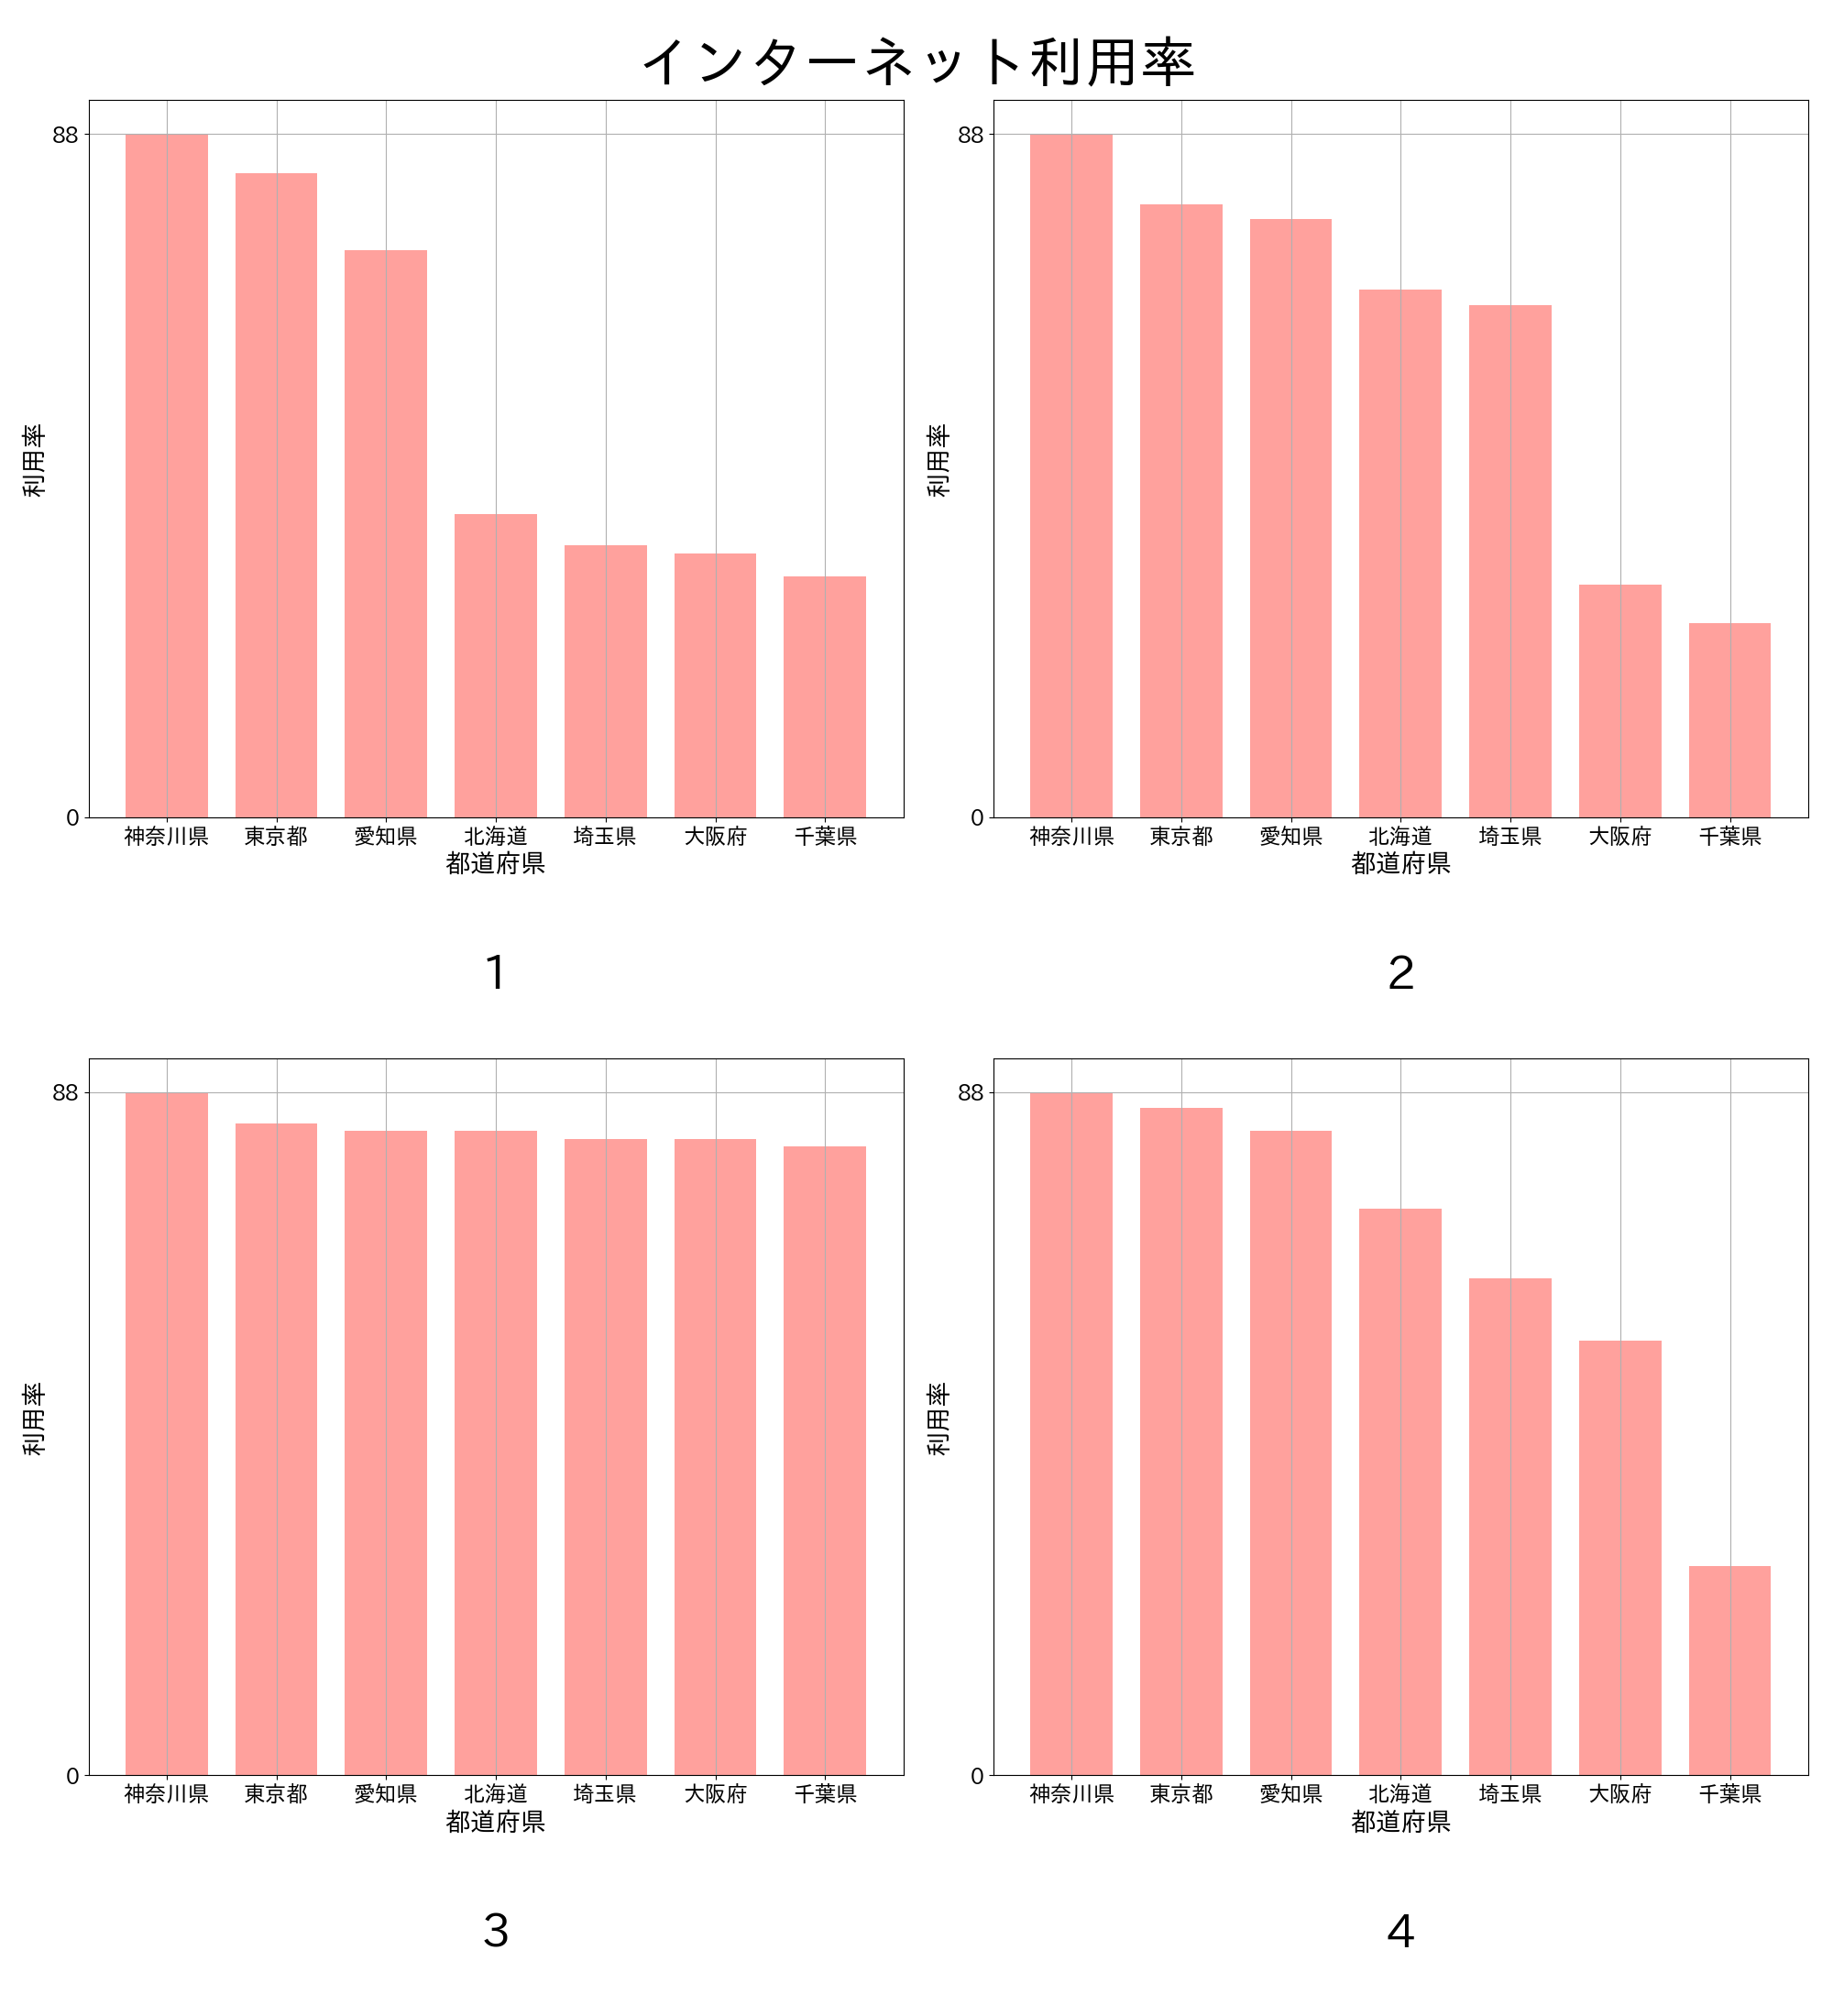 インターネット利用率
88
利用率
0
神奈川県 東京都 愛知県 北海道 埼玉県 大阪府 千葉県
都道府県
1
88
利用率
0
神奈川県 東京都 愛知県 北海道 埼玉県 大阪府 千葉県
都道府県
2
88
利用率
0
神奈川県 東京都 愛知県 北海道 埼玉県 大阪府 千葉県
都道府県
3
88
利用率
0
神奈川県 東京都 愛知県 北海道 埼玉県 大阪府 千葉県
都道府県
4